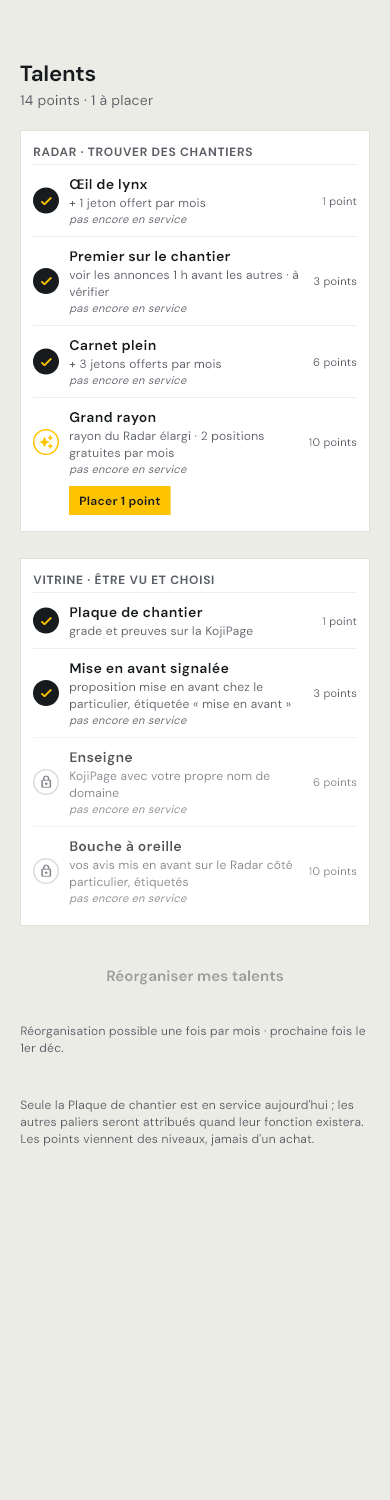 Talents
14 points · 1 à placer
RADAR · TROUVER DES CHANTIERS
Œil de lynx
+ 1 jeton offert par mois
pas encore en service
1 point
Premier sur le chantier
voir les annonces 1 h avant les autres · à
vérifier
pas encore en service
3 points
Carnet plein
+ 3 jetons offerts par mois
pas encore en service
6 points
Grand rayon
rayon du Radar élargi · 2 positions
gratuites par mois
pas encore en service
10 points
Placer 1 point
VITRINE · ÊTRE VU ET CHOISI
Plaque de chantier
grade et preuves sur la KojiPage
1 point
Mise en avant signalée
proposition mise en avant chez le
particulier, étiquetée « mise en avant »
pas encore en service
3 points
Enseigne
KojiPage avec votre propre nom de
domaine
pas encore en service
6 points
Bouche à oreille
vos avis mis en avant sur le Radar côté
particulier, étiquetés
pas encore en service
10 points
Réorganiser mes talents
Réorganisation possible une fois par mois · prochaine fois le
1er déc.
Seule la Plaque de chantier est en service aujourd'hui ; les
autres paliers seront attribués quand leur fonction existera.
Les points viennent des niveaux, jamais d'un achat.